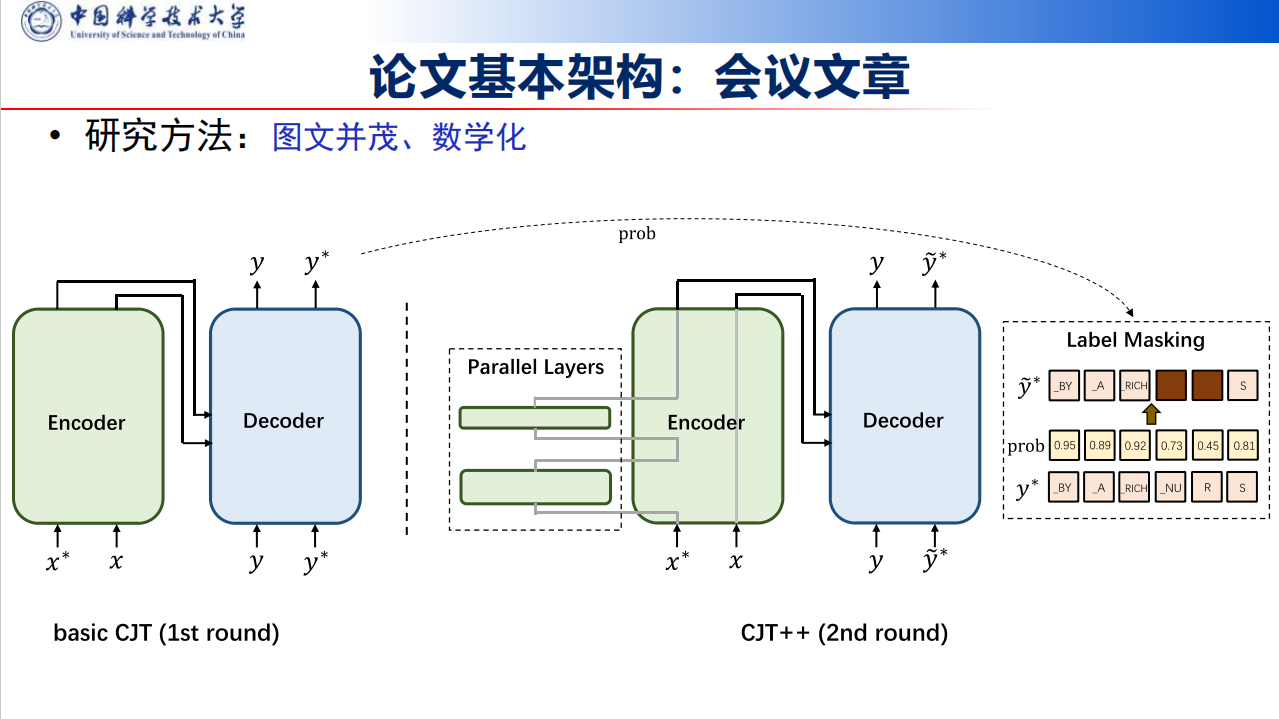 中国科学技术大学
University of Science and Technology of China
论文基本架构：会议文章
• 研究方法：图文并茂、数学化
prob
y y*
y ỹ*
Encoder
Decoder
x* x
y y*
basic CJT (1st round)
Parallel Layers
Encoder
Decoder
x* x
y ỹ*
CJT++ (2nd round)
Label Masking
ỹ* _BY _A _RICH S
prob 0.95 0.89 0.92 0.73 0.45 0.81
y* _BY _A _RICH _NU R S